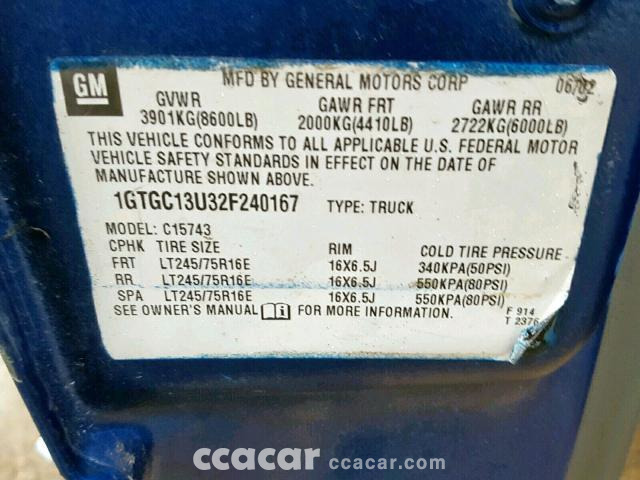 GM
MFD BY GENERAL MOTORS CORP 06/02
GVWR GAWR FRT GAWR RR
3901KG(8600LB) 2000KG(4410LB) 2722KG(6000LB)
THIS VEHICLE CONFORMS TO ALL APPLICABLE U.S. FEDERAL MOTOR
VEHICLE SAFETY STANDARDS IN EFFECT ON THE DATE OF
MANUFACTURE SHOWN ABOVE.
1GTGC13U32F240167 TYPE: TRUCK
MODEL: C15743
CPHK TIRE SIZE RIM COLD TIRE PRESSURE
FRT LT245/75R16E 16X6.5J 340KPA(50PSI)
RR LT245/75R16E 16X6.5J 550KPA(80PSI)
SPA LT245/75R16E 16X6.5J 550KPA(80PSI)
SEE OWNER'S MANUAL FOR MORE INFORMATION.
F 914
T 2376
ccacar ccacar.com